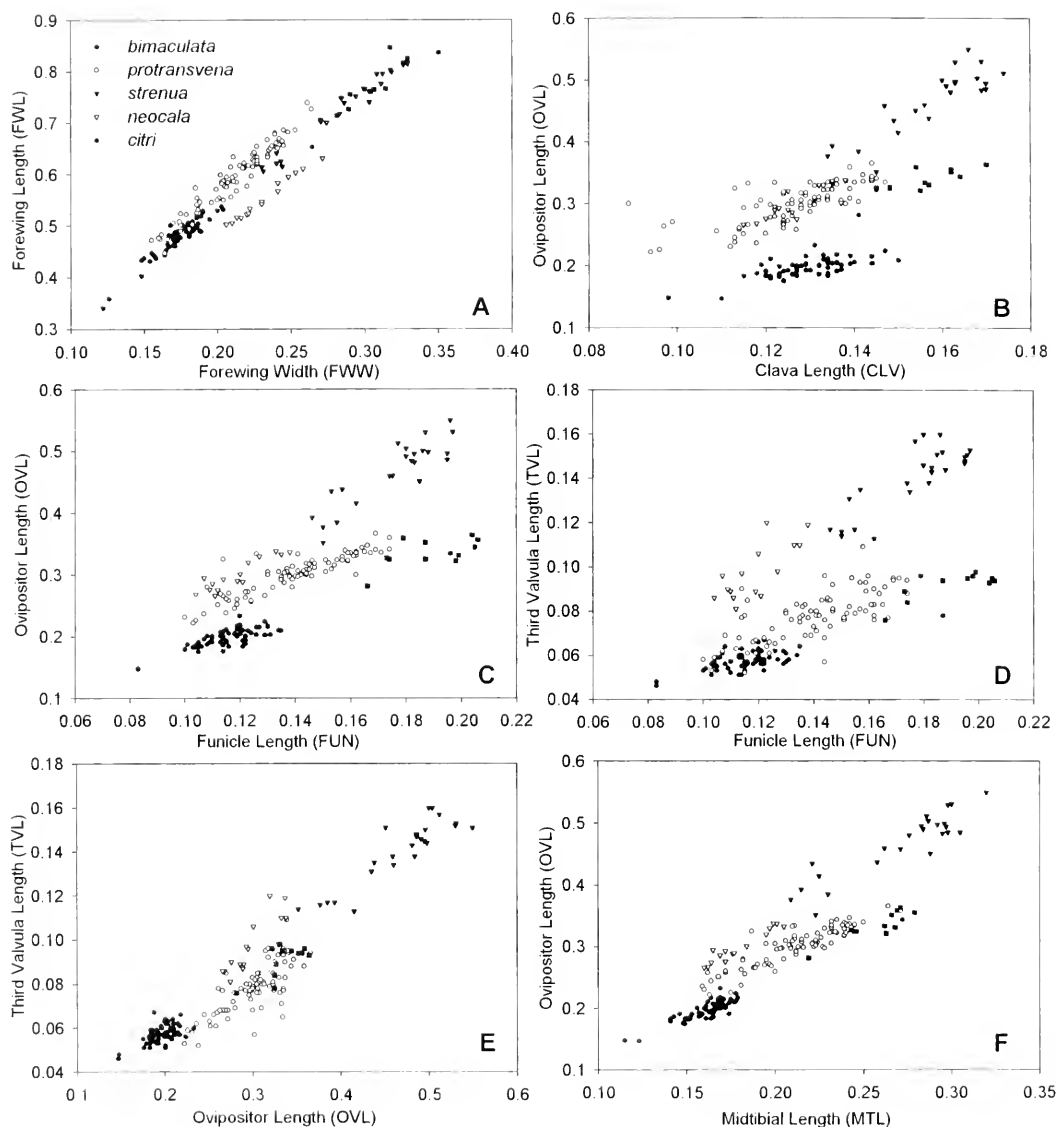 0.9
0.8
0.7
0.6
0.5
0.4
0.3
Forewing Length (FWL)
bimaculata
protransvena
strenua
neocala
citri
A
0.10 0.15 0.20 0.25 0.30 0.35 0.40
Forewing Width (FWW)
0.6
0.5
0.4
0.3
0.2
0.1
Ovipositor Length (OVL)
B
0.08 0.10 0.12 0.14 0.16 0.18
Clava Length (CLV)
0.6
0.5
0.4
0.3
0.2
0.1
Ovipositor Length (OVL)
C
0.06 0.08 0.10 0.12 0.14 0.16 0.18 0.20 0.22
Funicle Length (FUN)
0.18
0.16
0.14
0.12
0.10
0.08
0.06
0.04
Third Valvula Length (TVL)
D
0.06 0.08 0.10 0.12 0.14 0.16 0.18 0.20 0.22
Funicle Length (FUN)
0.18
0.16
0.14
0.12
0.10
0.08
0.06
0.04
Third Valvula Length (TVL)
E
0.1 0.2 0.3 0.4 0.5 0.6
Ovipositor Length (OVL)
0.6
0.5
0.4
0.3
0.2
0.1
Ovipositor Length (OVL)
F
0.10 0.15 0.20 0.25 0.30 0.35
Midtibial Length (MTL)